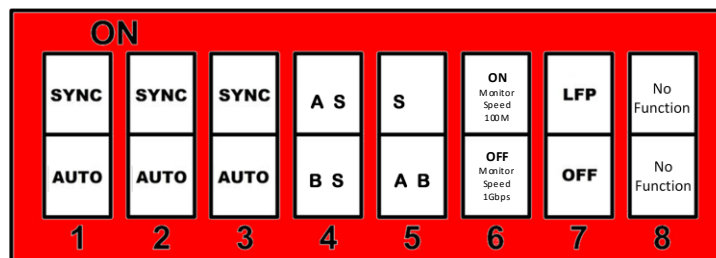 ON
SYNC SYNC SYNC A S S ON Monitor Speed 100M LFP No Function
AUTO AUTO AUTO B S A B OFF Monitor Speed 1Gbps OFF No Function
1 2 3 4 5 6 7 8